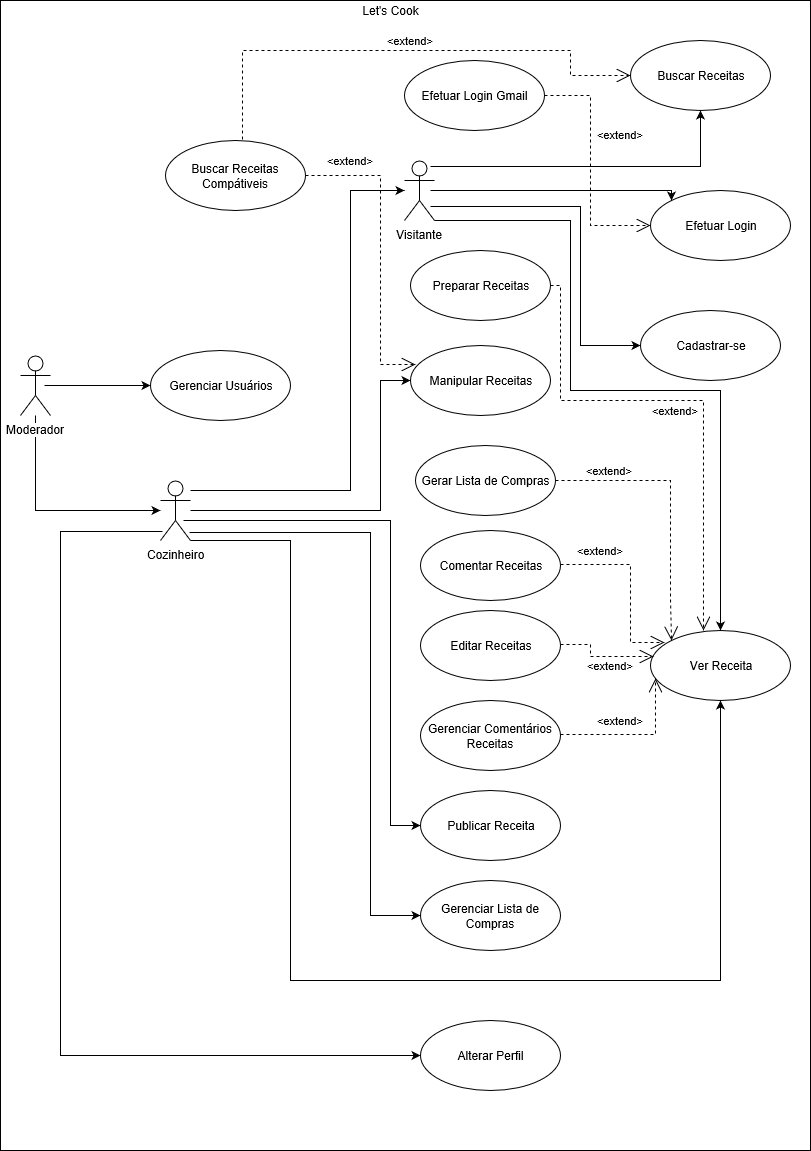 Let's Cook
<extend>
Buscar Receitas
Efetuar Login Gmail
<extend>
Buscar Receitas
Compátiveis
<extend>
Visitante
Efetuar Login
Preparar Receitas
Cadastrar-se
Manipular Receitas
Gerenciar Usuários
<extend>
Moderador
Gerar Lista de Compras
<extend>
Cozinheiro
Comentar Receitas
<extend>
Editar Receitas
<extend>
Ver Receita
Gerenciar Comentários
Receitas
<extend>
Publicar Receita
Gerenciar Lista de
Compras
Alterar Perfil